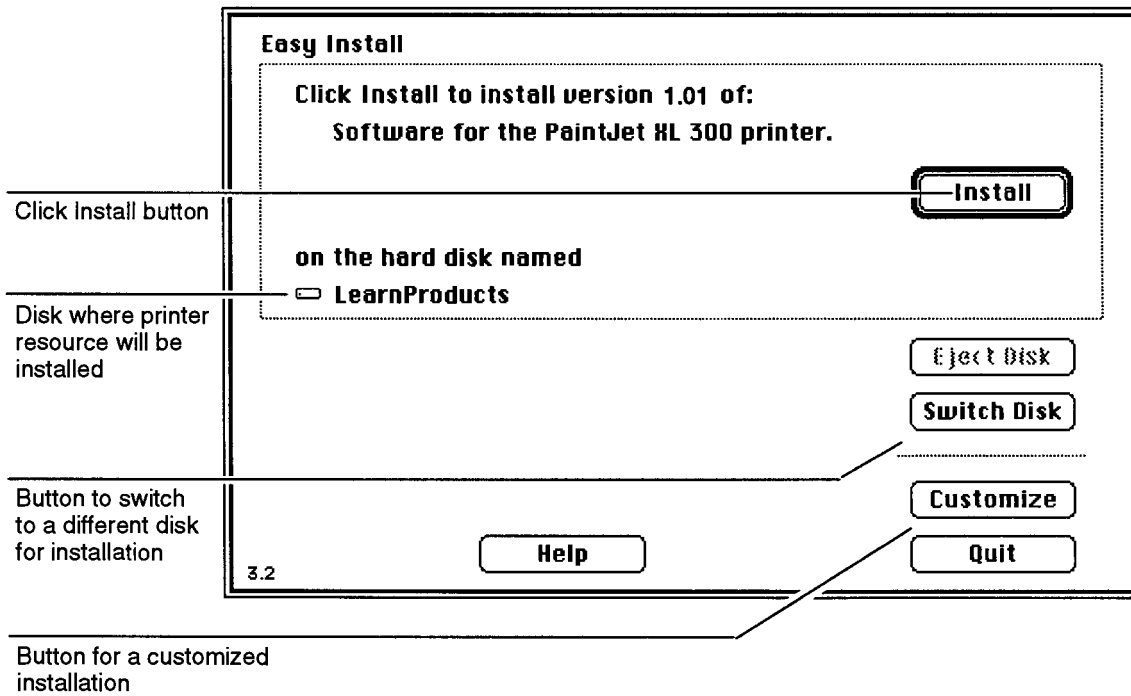 Easy Install
Click Install to install version 1.01 of:
Software for the PaintJet XL 300 printer.
Install
Click Install button
on the hard disk named
LearnProducts
Disk where printer
resource will be
installed
Eject Disk
Switch Disk
Button to switch
to a different disk
for installation
Customize
Help
Quit
3.2
Button for a customized
installation